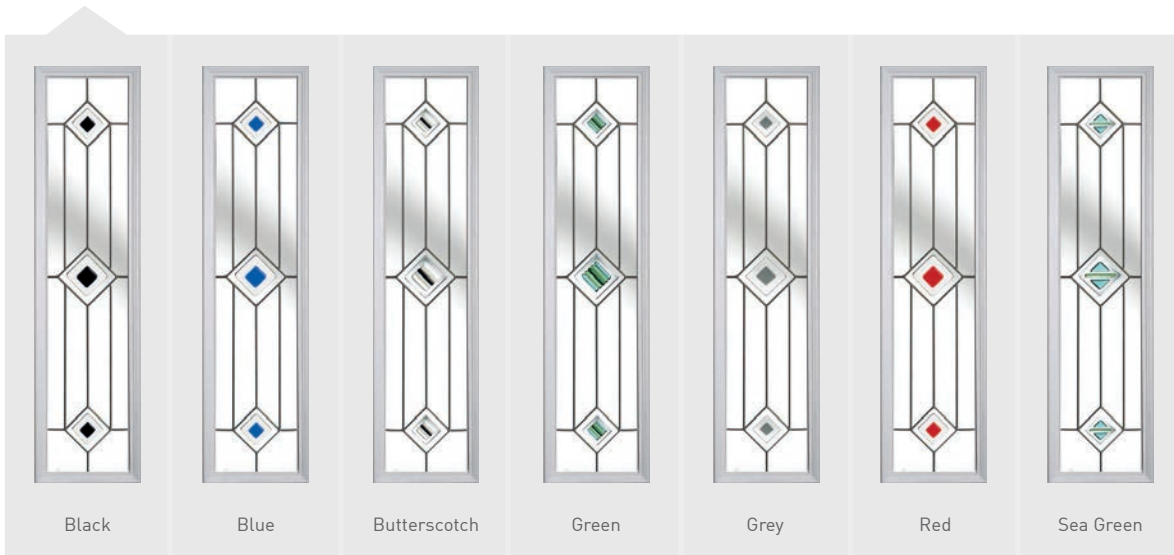 Black
Blue
Butterscotch
Green
Grey
Red
Sea Green